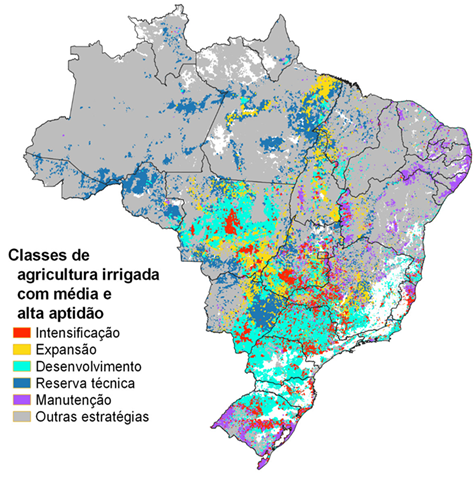 Classes de
agricultura irrigada
com média e
alta aptidão
Intensificação
Expansão
Desenvolvimento
Reserva técnica
Manutenção
Outras estratégias